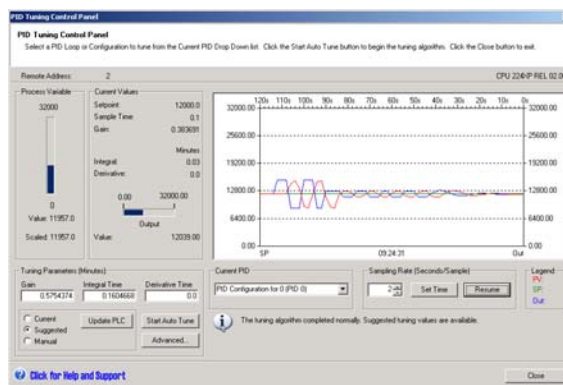 PID Tuning Control Panel
PID Tuning Control Panel
Select a PID Loop or Configuration to tune from the Current PID Drop Down list. Click the Start Auto Tune button to begin the tuning algorithm. Click the Close button to exit.
Remote Address: 2
CPU 224XP REL 02.0
Process Variable
32000
0
Value: 11957.0
Scaled: 11957.0
Current Values
Setpoint: 12000.0
Sample Time: 0.1
Gain: 0.383691
Minutes
Integral: 0.03
Derivative: 0.0
0.00 32000.00
Output
Value: 12039.00
120s 110s 100s 90s 80s 70s 60s 50s 40s 30s 20s 10s 0s
32000.00 32000.00
25600.00 25600.00
19200.00 19200.00
12800.00 12800.00
6400.00 6400.00
0.00 0.00
SP 09:24:31 Out
Tuning Parameters (Minutes)
Gain Integral Time Derivative Time
0.5754374 0.1604668 0.0
Current
Suggested
Manual
Update PLC
Start Auto Tune
Advanced...
Current PID
PID Configuration for 0 (PID 0)
Sampling Rate (Seconds/Sample)
2 Set Time Resume
Legend
PV:
SP:
Out:
The tuning algorithm completed normally. Suggested tuning values are available.
Click for Help and Support
Close